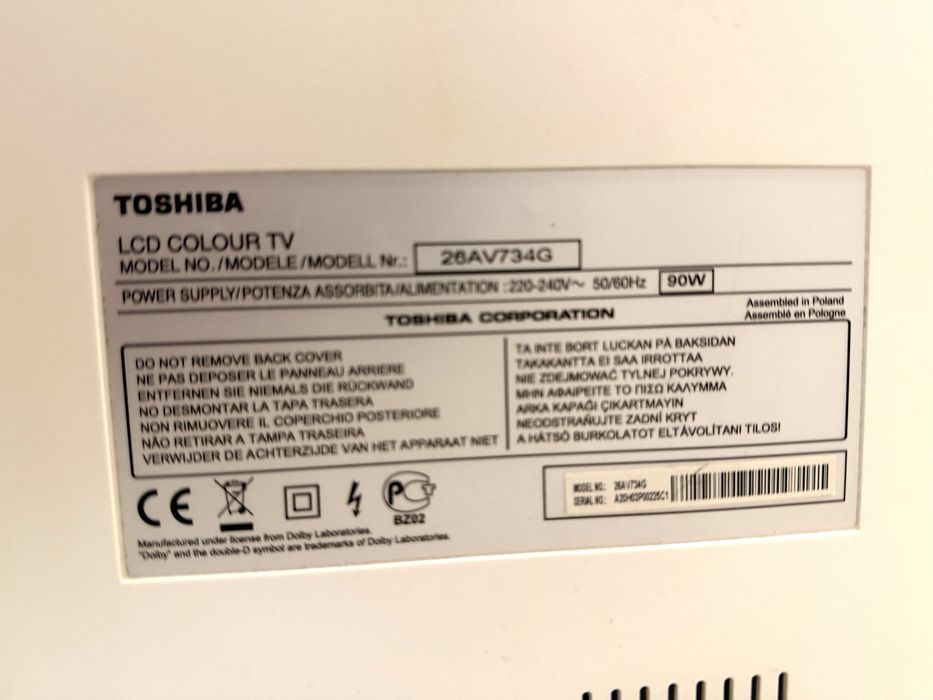 TOSHIBA
LCD COLOUR TV
MODEL NO./MODELE/MODELL Nr.: 26AV734G
POWER SUPPLY/POTENZA ASSORBITA/ALIMENTATION : 220-240V~ 50/60Hz 90W
TOSHIBA CORPORATION
Assembled in Poland
Assemblé en Pologne
DO NOT REMOVE BACK COVER
NE PAS DEPOSER LE PANNEAU ARRIERE
ENTFERNEN SIE NIEMALS DIE RÜCKWAND
NO DESMONTAR LA TAPA TRASERA
NON RIMUOVERE IL COPERCHIO POSTERIORE
NÃO RETIRAR A TAMPA TRASEIRA
VERWIJDER DE ACHTERZIJDE VAN HET APPARAAT NIET
TA INTE BORT LUCKAN PÅ BAKSIDAN
TAKAKANTTA EI SAA IRROTTAA
NIE ZDEJMOWAĆ TYLNEJ POKRYWY.
ΜΗΝ ΑΦΑΙΡΕΙΤΕ ΤΟ ΠΙΣΩ ΚΑΛΥΜΜΑ
ARKA KAPAĞI ÇIKARTMAYIN
NEODSTRAŇUJTE ZADNÍ KRYT
A HÁTSÓ BURKOLATOT ELTÁVOLÍTANI TILOS!
CE
PCT
BZ02
MODEL NO.: 26AV734G
SERIAL NO.: A20H03P00225C1
Manufactured under license from Dolby Laboratories.
"Dolby" and the double-D symbol are trademarks of Dolby Laboratories.